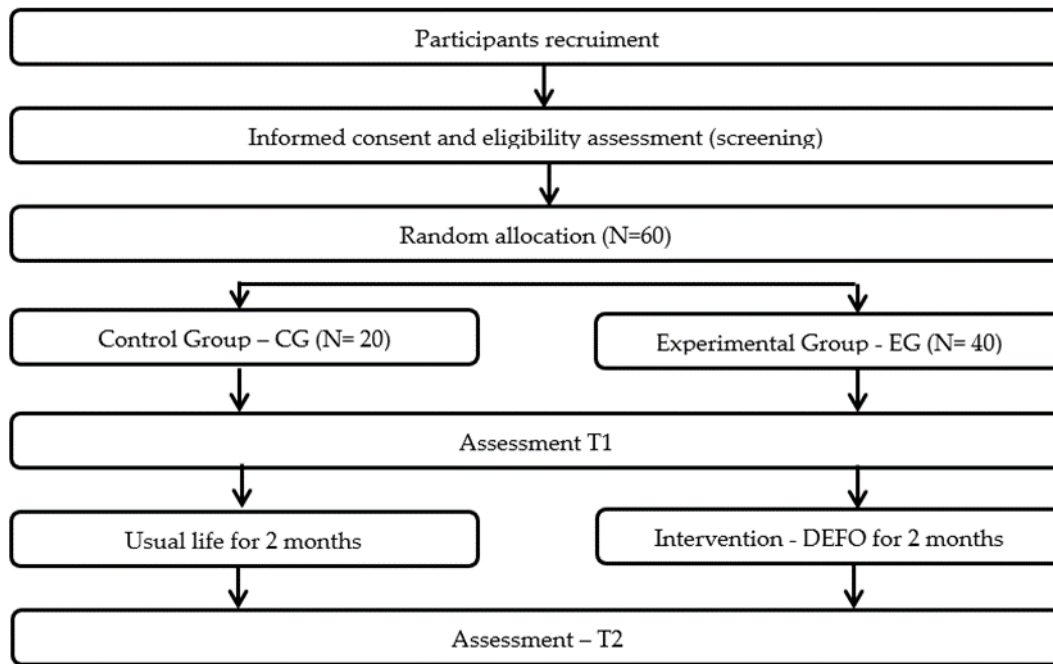 Participants recruiment
Informed consent and eligibility assessment (screening)
Random allocation (N=60)
Control Group – CG (N= 20)
Experimental Group - EG (N= 40)
Assessment T1
Usual life for 2 months
Intervention - DEFO for 2 months
Assessment – T2